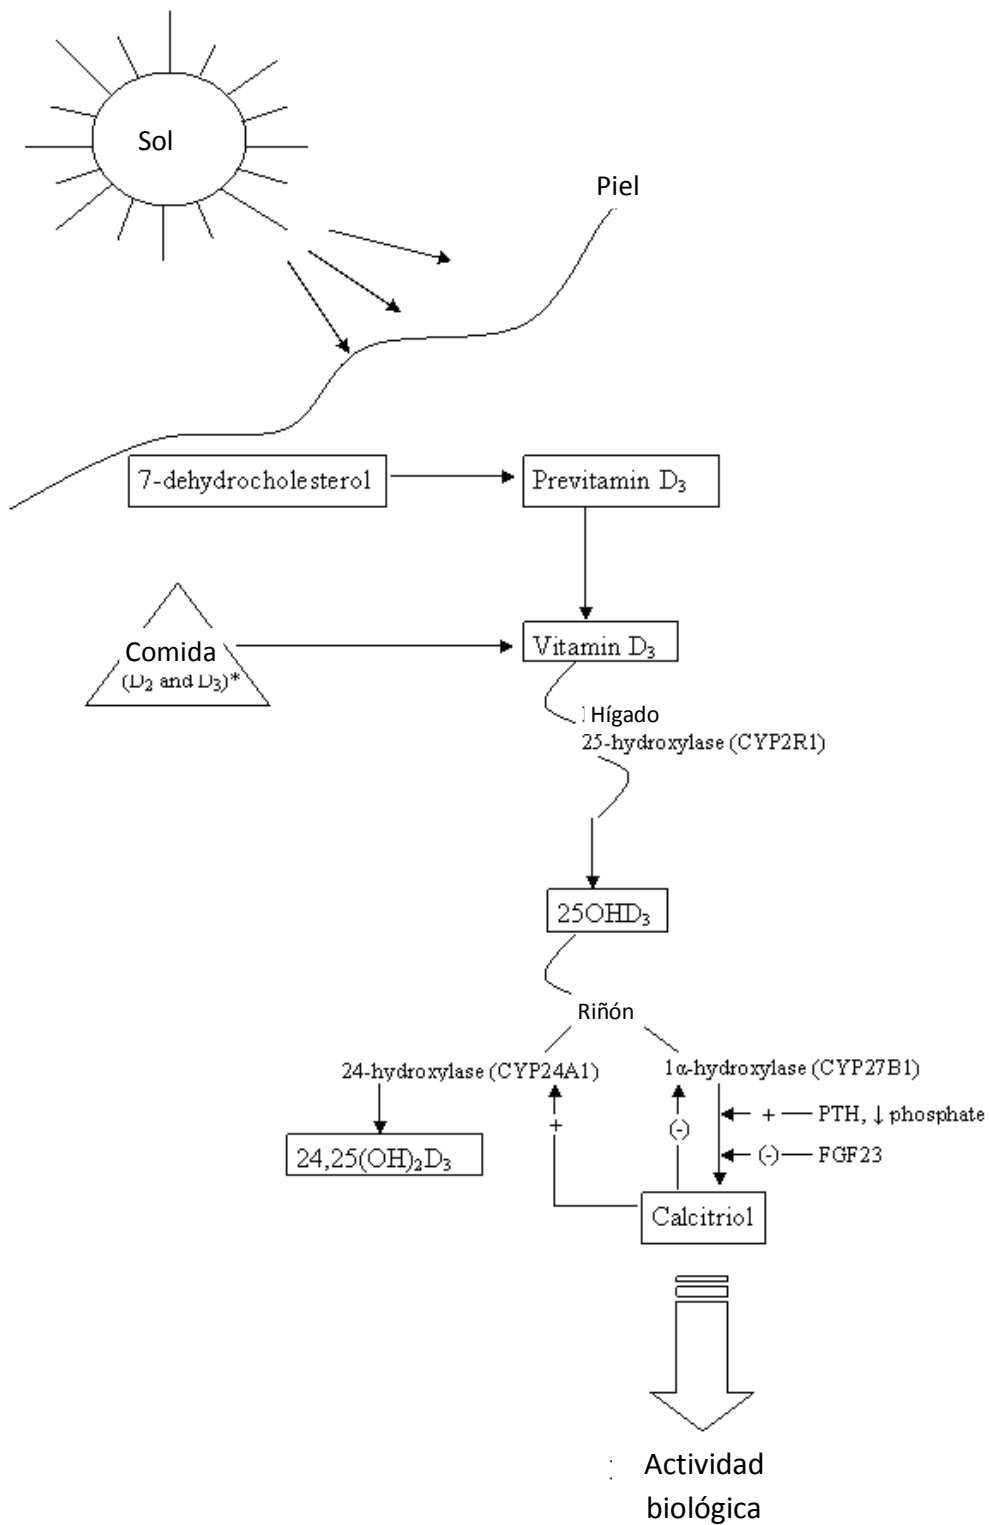 Sol
Piel
7-dehydrocholesterol
Previtamin D₃
Comida
(D₂ and D₃)*
Vitamin D₃
Hígado
25-hydroxylase (CYP2R1)
25OHD₃
Riñón
24-hydroxylase (CYP24A1)
1α-hydroxylase (CYP27B1)
+
(-)
+
PTH, ↓ phosphate
(-)
FGF23
24,25(OH)₂D₃
Calcitriol
Actividad
biológica